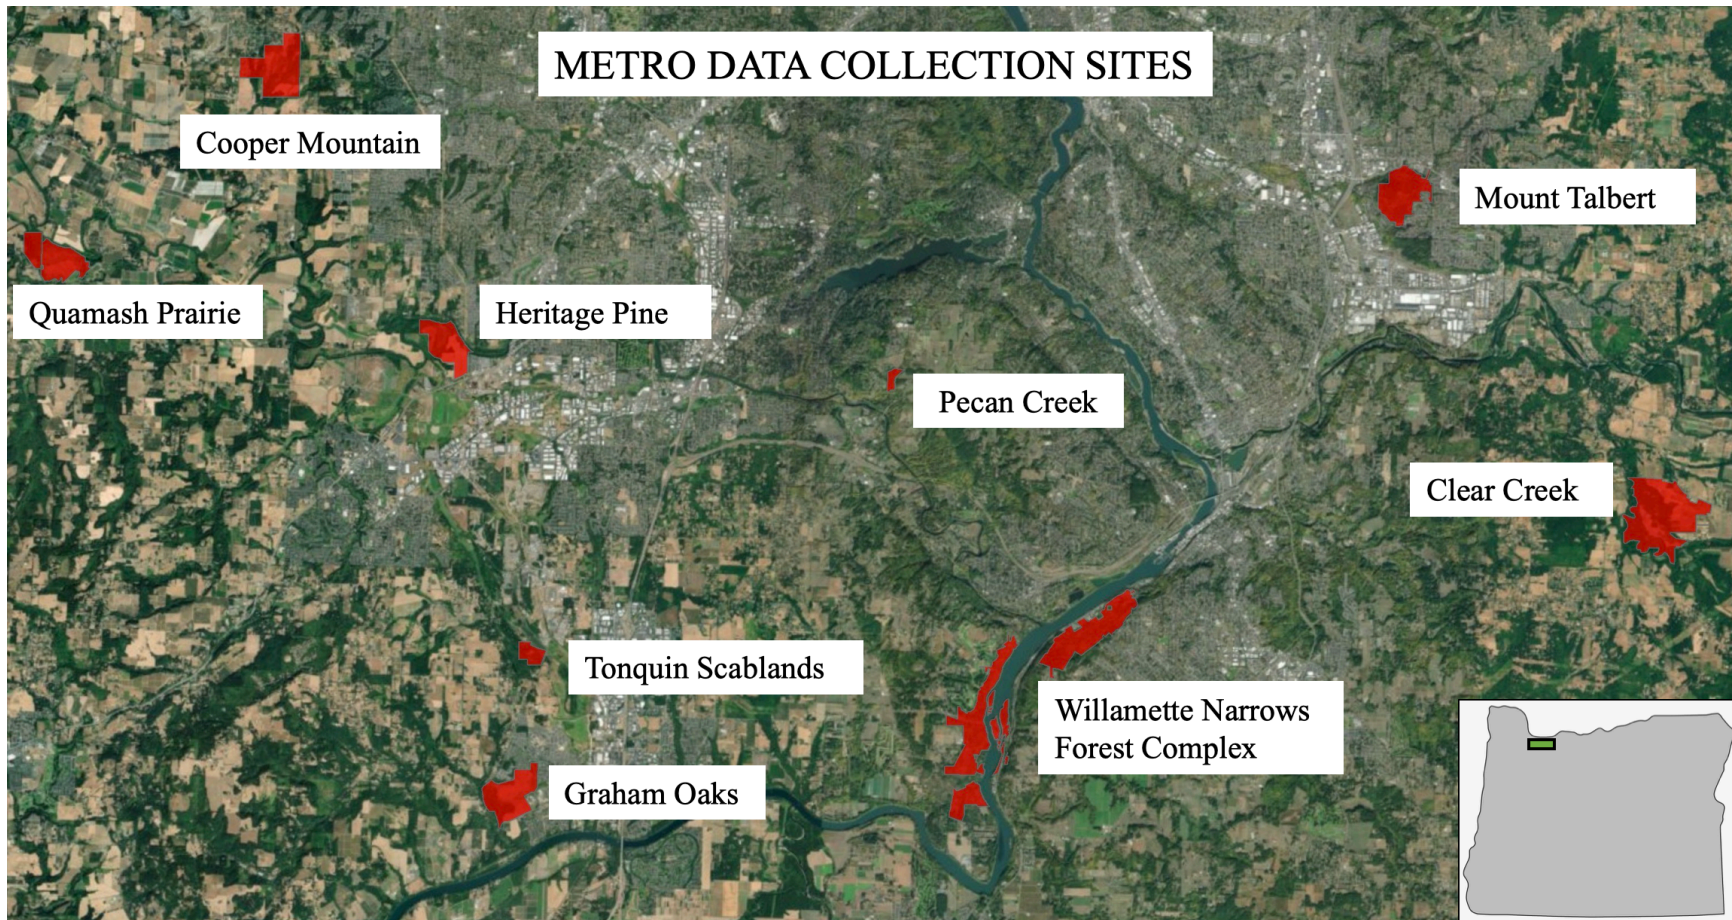 METRO DATA COLLECTION SITES
Cooper Mountain
Mount Talbert
Quamash Prairie
Heritage Pine
Pecan Creek
Clear Creek
Tonquin Scablands
Willamette Narrows
Forest Complex
Graham Oaks